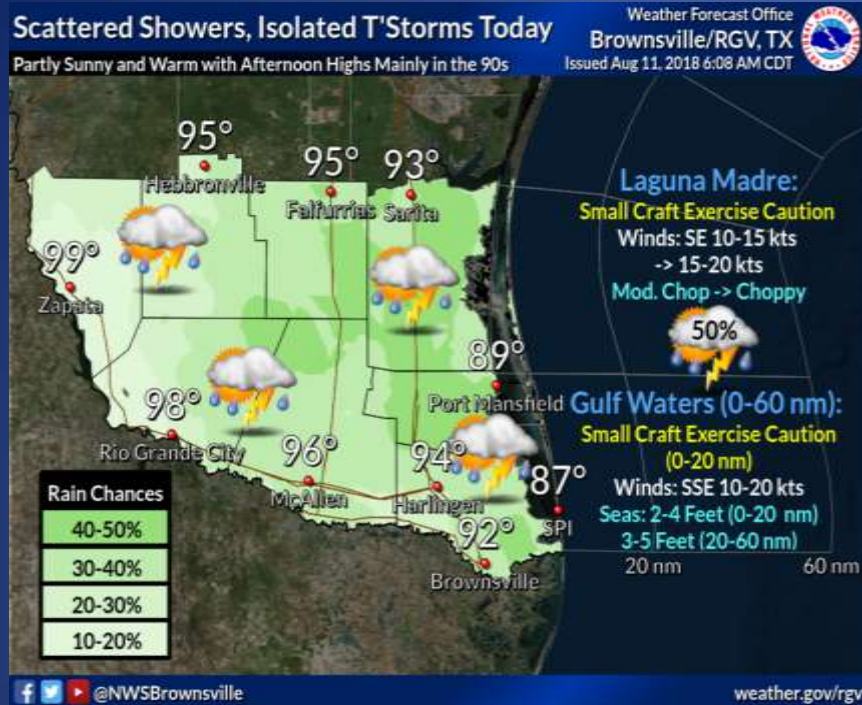 Scattered Showers, Isolated T'Storms Today
Partly Sunny and Warm with Afternoon Highs Mainly in the 90s
Weather Forecast Office
Brownsville/RGV, TX
Issued Aug 11, 2018 6:08 AM CDT
95°
Hebbronville
95°
Falfurrias
93°
Sarita
99°
Zapata
98°
Rio Grande City
96°
McAllen
94°
Harlingen
92°
Brownsville
89°
Port Mansfield
87°
SPI
Laguna Madre:
Small Craft Exercise Caution
Winds: SE 10-15 kts
-> 15-20 kts
Mod. Chop -> Choppy
50%
Gulf Waters (0-60 nm):
Small Craft Exercise Caution
(0-20 nm)
Winds: SSE 10-20 kts
Seas: 2-4 Feet (0-20 nm)
3-5 Feet (20-60 nm)
20 nm
60 nm
Rain Chances
40-50%
30-40%
20-30%
10-20%
@NWSBrownsville
weather.gov/rgv